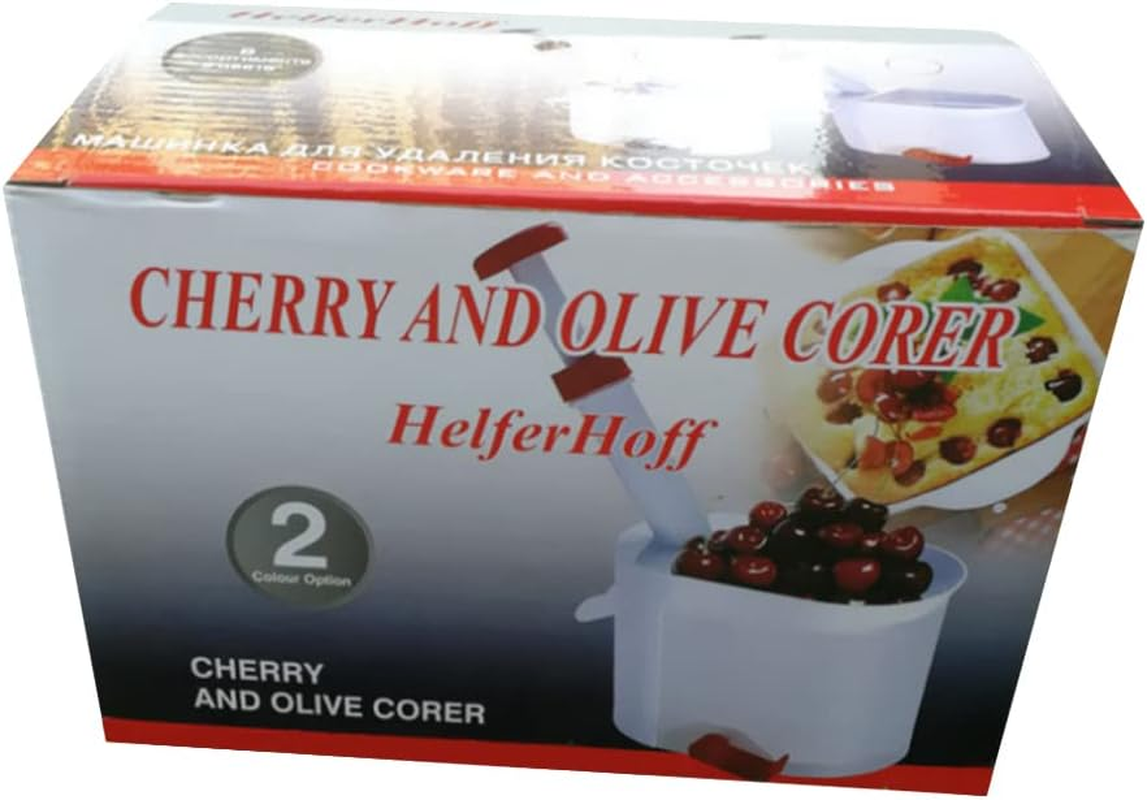 HelferHoff
МАШИНКА ДЛЯ УДАЛЕНИЯ КОСТОЧЕК
COOKWARE AND ACCESSORIES
CHERRY AND OLIVE CORER
HelferHoff
2
Colour Option
CHERRY
AND OLIVE CORER